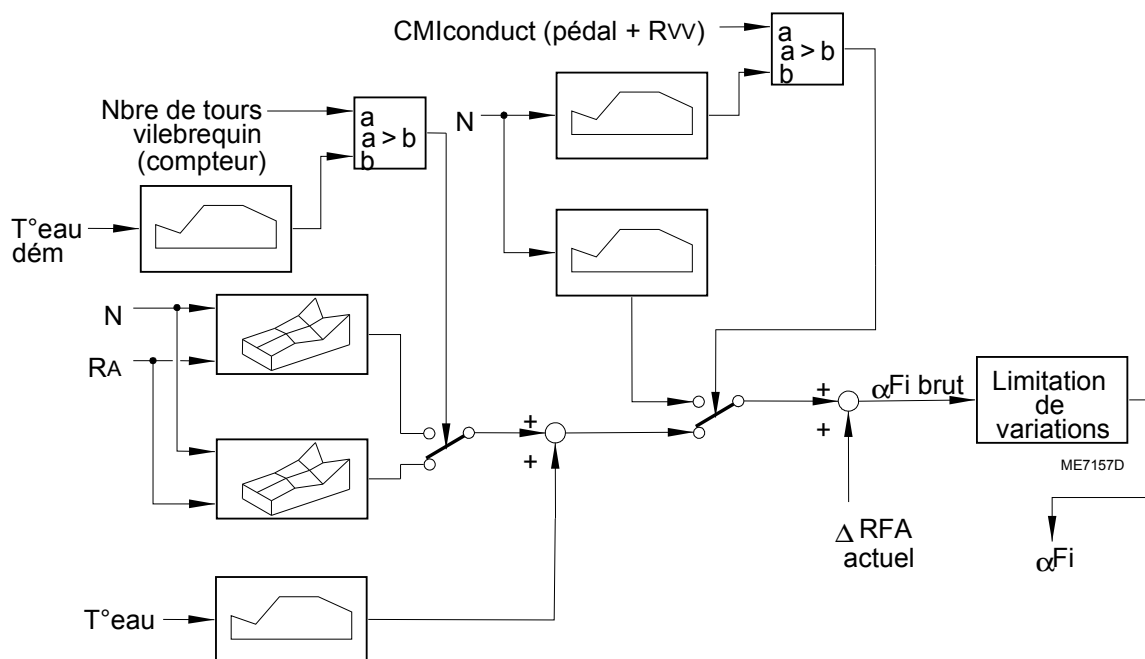 CMIconduct (pédal + RVV)
a
a > b
b
Nbre de tours
vilebrequin
(compteur)
a
a > b
b
N
T°eau
dém
N
RA
+
+
+
+
αFi brut
Limitation
de
variations
ME7157D
Δ RFA
actuel
αFi
T°eau